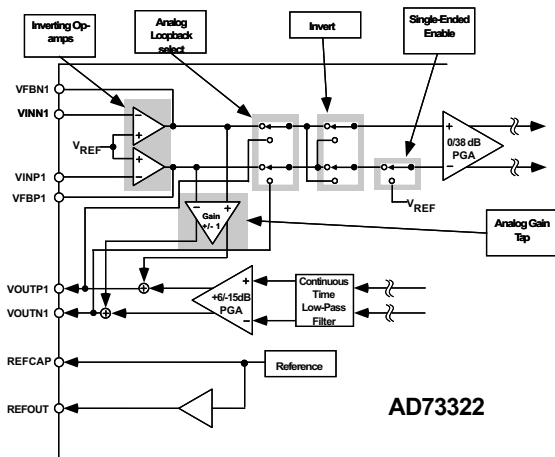 Inverting Op-
amps
Analog
Loopback
select
Invert
Single-Ended
Enable
VFBN1
VINN1
VREF
VINP1
VFBP1
−
+
+
−
+
−
0/38 dB
PGA
VREF
− +
Gain
+/- 1
Analog Gain
Tap
VOUTP1
VOUTN1
+6/-15dB
PGA
+
−
Continuous
Time
Low-Pass
Filter
REFCAP
Reference
REFOUT
AD73322